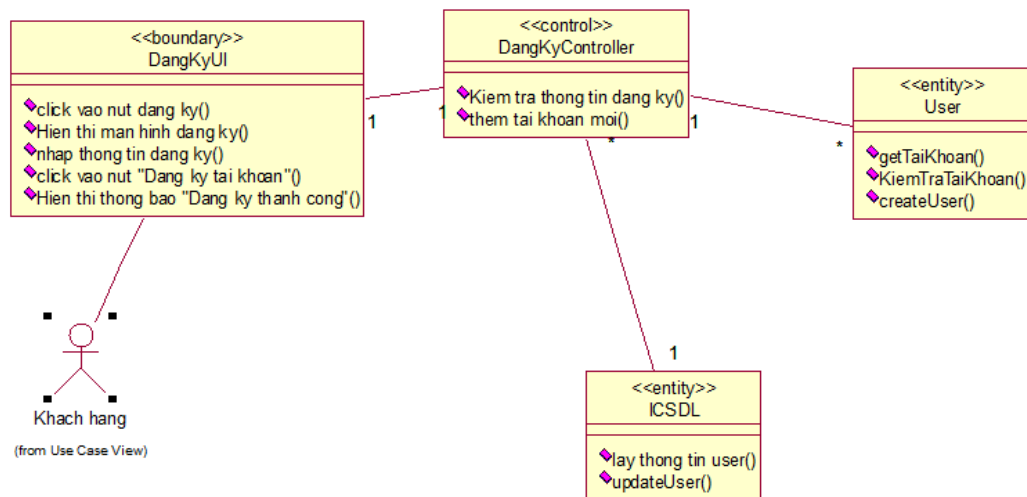 <<boundary>>
DangKyUI
click vao nut dang ky()
Hien thi man hinh dang ky()
nhap thong tin dang ky()
click vao nut "Dang ky tai khoan"()
Hien thi thong bao "Dang ky thanh cong"()
1
1
<<control>>
DangKyController
Kiem tra thong tin dang ky()
them tai khoan moi()
1
*
*
<<entity>>
User
getTaiKhoan()
KiemTraTaiKhoan()
createUser()
1
<<entity>>
ICSDL
lay thong tin user()
updateUser()
Khach hang
(from Use Case View)